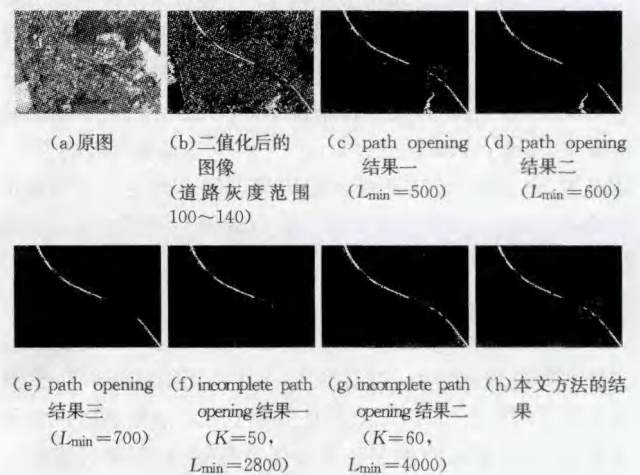 (a)原图
(b)二值化后的
图像
(道路灰度范围
100～140)
(c) path opening
结果一
(Lmin=500)
(d) path opening
结果二
(Lmin=600)
(e) path opening
结果三
(Lmin=700)
(f) incomplete path
opening 结果一
(K=50,
Lmin=2800)
(g) incomplete path
opening 结果二
(K=60,
Lmin=4000)
(h)本文方法的结
果